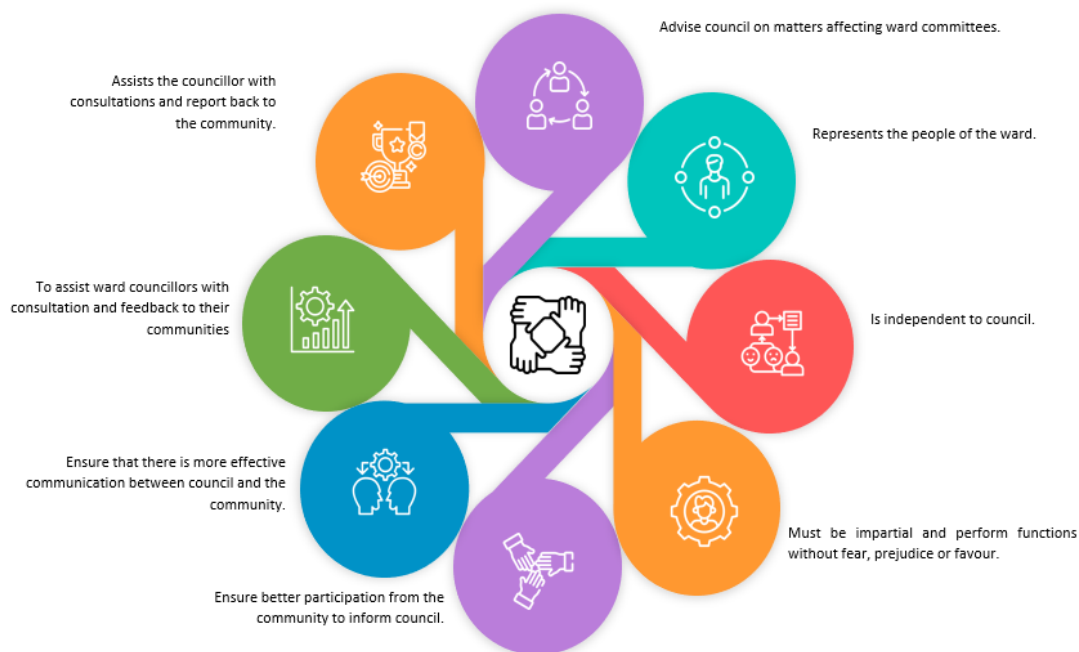 Advise council on matters affecting ward committees.
Represents the people of the ward.
Is independent to council.
Must be impartial and perform functions
without fear, prejudice or favour.
Ensure better participation from the
community to inform council.
Ensure that there is more effective
communication between council and the
community.
To assist ward councillors with
consultation and feedback to their
communities
Assists the councillor with
consultations and report back to
the community.